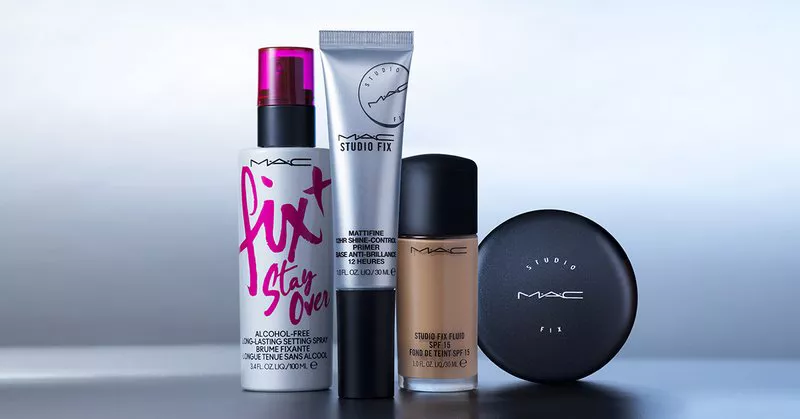 MAC
fix+
Stay
Over
ALCOHOL-FREE
LONG-LASTING SETTING SPRAY
BRUME FIXANTE
LONGUE TENUE SANS ALCOOL
3.4 FL. OZ. LIQ./100 ML ℮
STUDIO
MAC
FIX
MAC
STUDIO FIX
MATTIFINE
12HR SHINE-CONTROL
PRIMER
BASE ANTI-BRILLANCE
12 HEURES
1.0 FL. OZ. LIQ./30 ML ℮
MAC
STUDIO FIX FLUID
SPF 15
FOND DE TEINT SPF 15
1.0 FL. OZ. LIQ./30 ML ℮
STUDIO
MAC
FIX